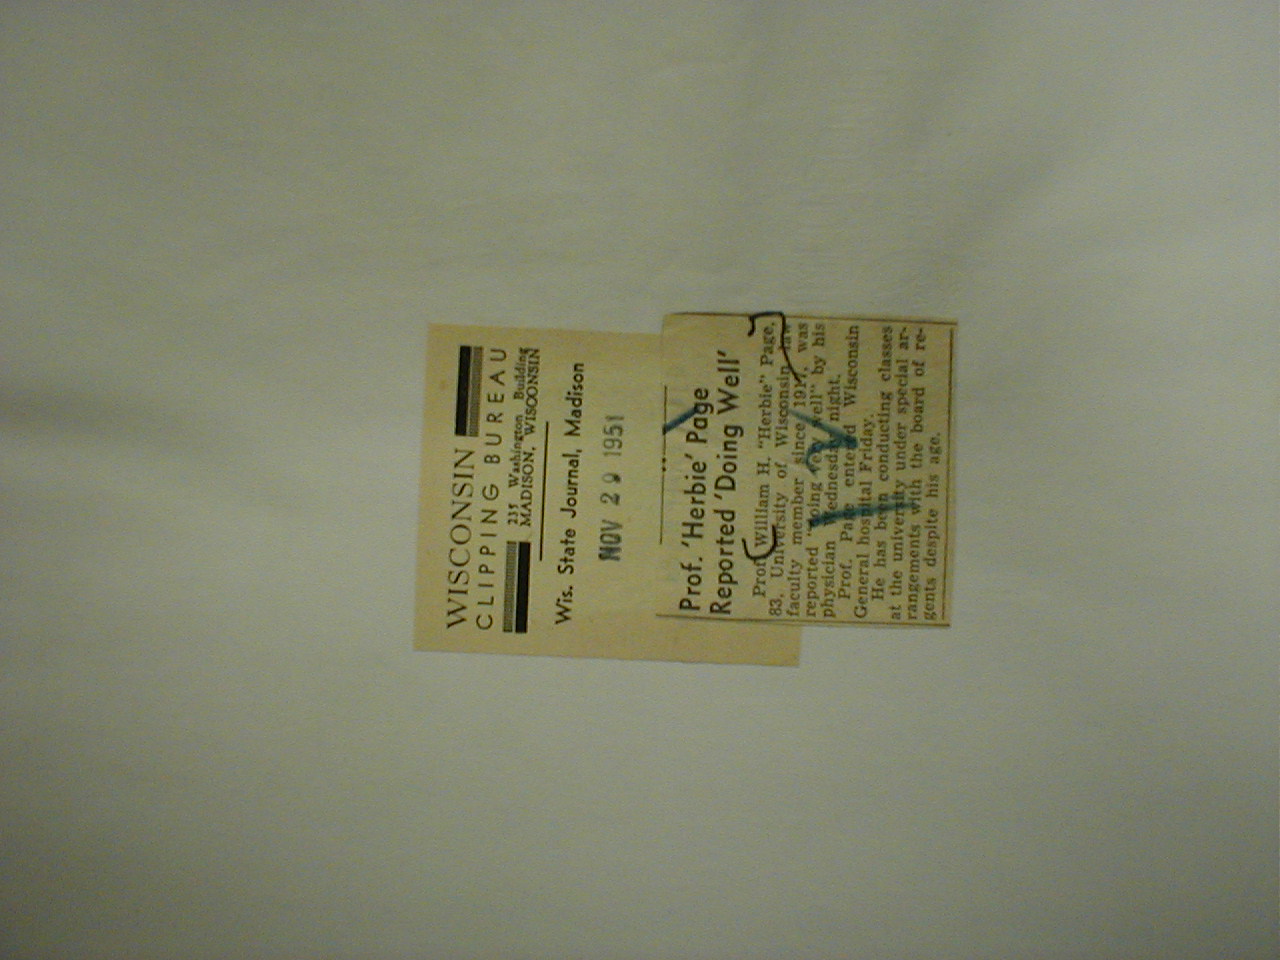 WISCONSIN
CLIPPING BUREAU
235 Washington Building
MADISON, WISCONSIN
Wis. State Journal, Madison
NOV 29 1951
Prof. 'Herbie' Page
Reported 'Doing Well'
Prof. William H. "Herbie" Page,
83, University of Wisconsin law
faculty member since 1917, was
reported "doing very well" by his
physician Wednesday night.
Prof. Page entered Wisconsin
General hospital Friday.
He has been conducting classes
at the university under special ar-
rangements with the board of re-
gents despite his age.